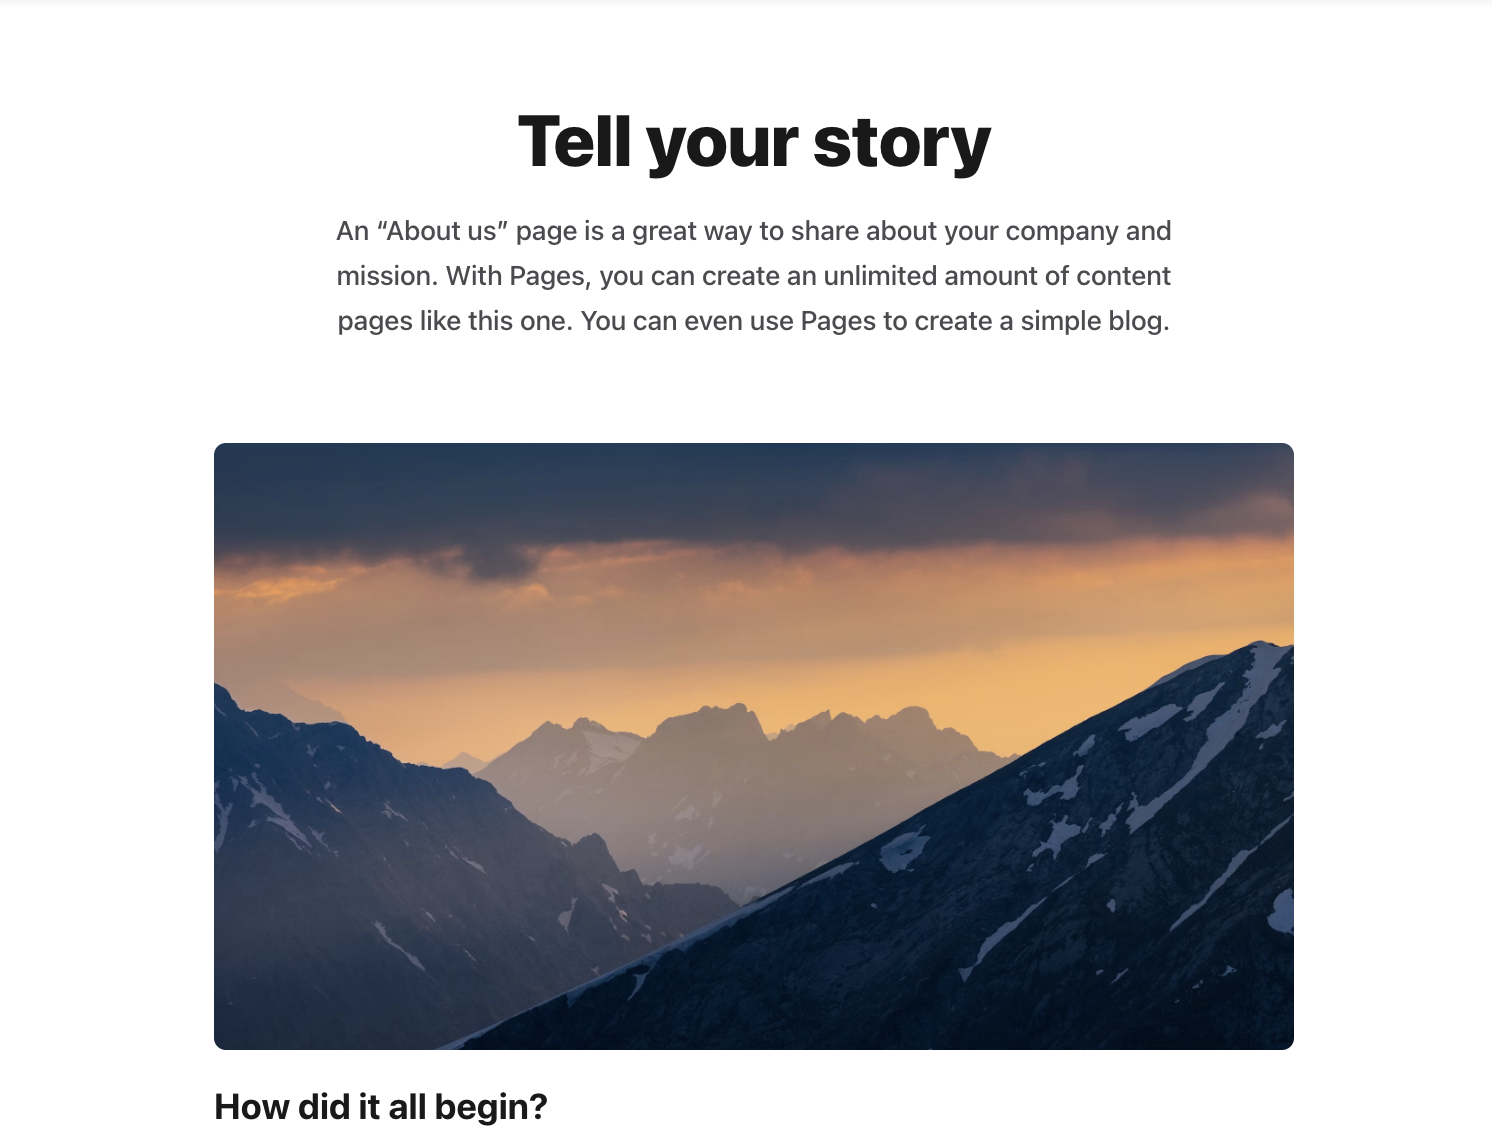 Tell your story
An “About us” page is a great way to share about your company and
mission. With Pages, you can create an unlimited amount of content
pages like this one. You can even use Pages to create a simple blog.
How did it all begin?